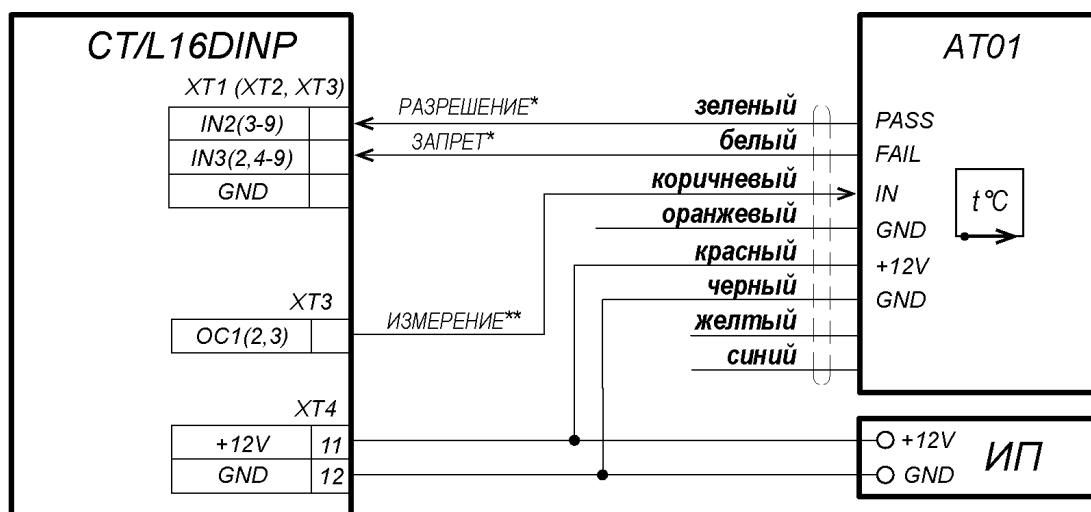 CT/L16DINP
AT01
XT1 (XT2, XT3)
IN2(3-9)
IN3(2,4-9)
GND
РАЗРЕШЕНИЕ*
ЗАПРЕТ*
зеленый
белый
коричневый
оранжевый
красный
черный
желтый
синий
PASS
FAIL
IN
GND
+12V
GND
t°C
XT3
OC1(2,3)
ИЗМЕРЕНИЕ**
XT4
+12V 11
GND 12
+12V
GND
ИП